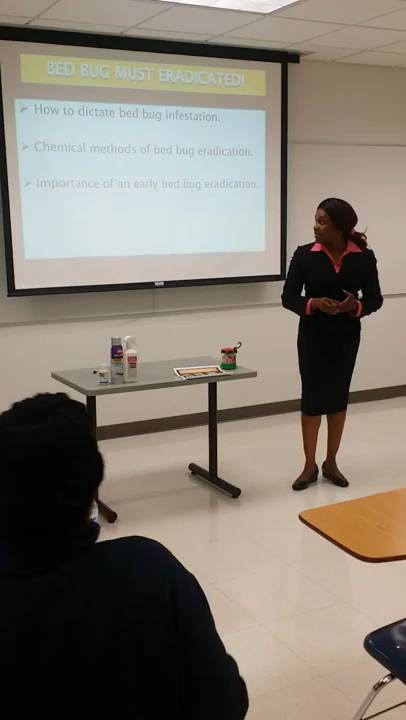 BED BUG MUST ERADICATED!
How to dictate bed bug infestation.
Chemical methods of bed bug eradication.
Importance of an early bed bug eradication.